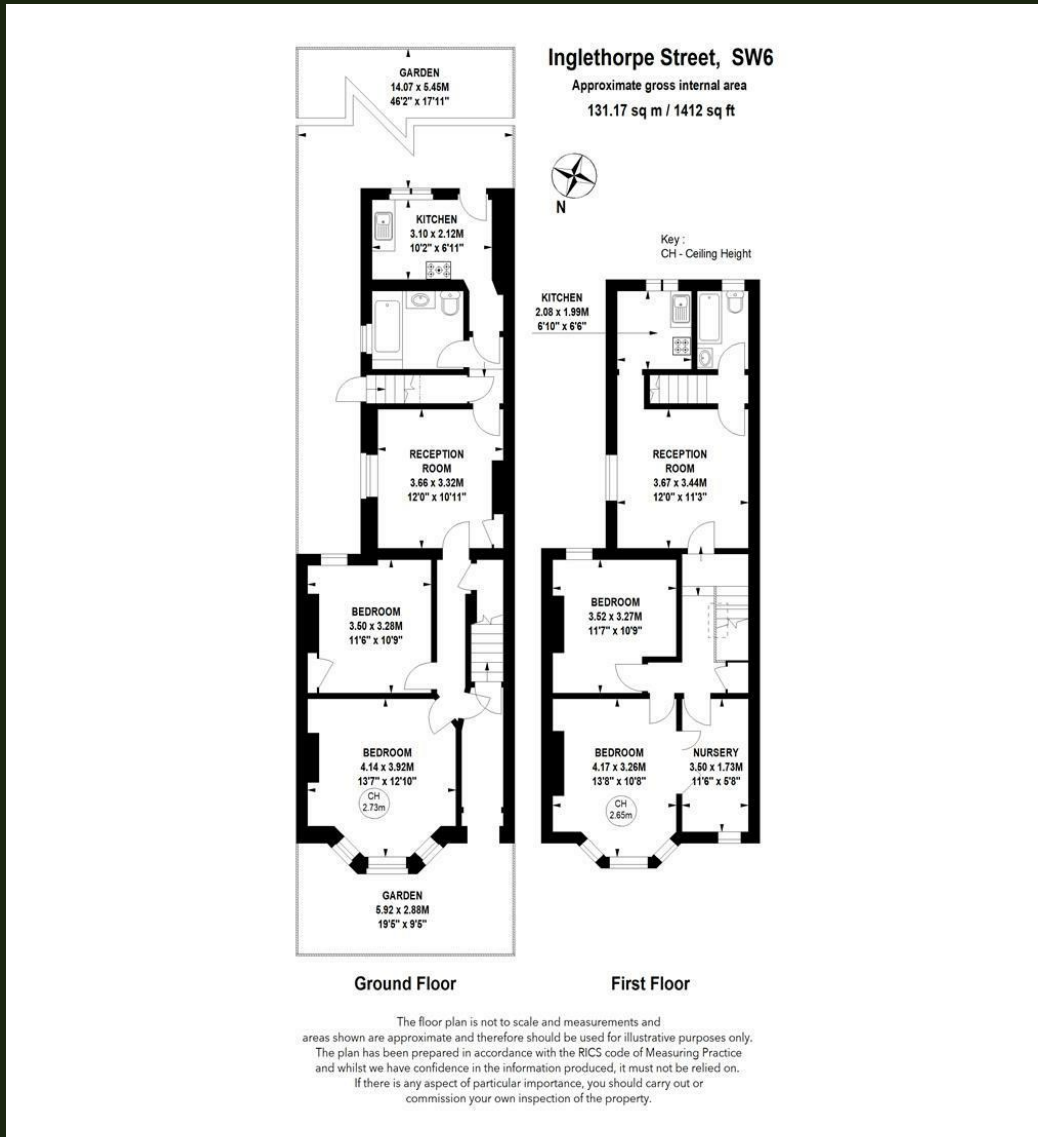 Inglethorpe Street, SW6
Approximate gross internal area
131.17 sq m / 1412 sq ft
N
Key :
CH - Ceiling Height
GARDEN
14.07 x 5.45M
46'2" x 17'11"
KITCHEN
3.10 x 2.12M
10'2" x 6'11"
RECEPTION
ROOM
3.66 x 3.32M
12'0" x 10'11"
BEDROOM
3.50 x 3.28M
11'6" x 10'9"
BEDROOM
4.14 x 3.92M
13'7" x 12'10"
CH
2.73m
GARDEN
5.92 x 2.88M
19'5" x 9'5"
Ground Floor
KITCHEN
2.08 x 1.99M
6'10" x 6'6"
RECEPTION
ROOM
3.67 x 3.44M
12'0" x 11'3"
BEDROOM
3.52 x 3.27M
11'7" x 10'9"
BEDROOM
4.17 x 3.26M
13'8" x 10'8"
CH
2.65m
NURSERY
3.50 x 1.73M
11'6" x 5'8"
First Floor
The floor plan is not to scale and measurements and
areas shown are approximate and therefore should be used for illustrative purposes only.
The plan has been prepared in accordance with the RICS code of Measuring Practice
and whilst we have confidence in the information produced, it must not be relied on.
If there is any aspect of particular importance, you should carry out or
commission your own inspection of the property.